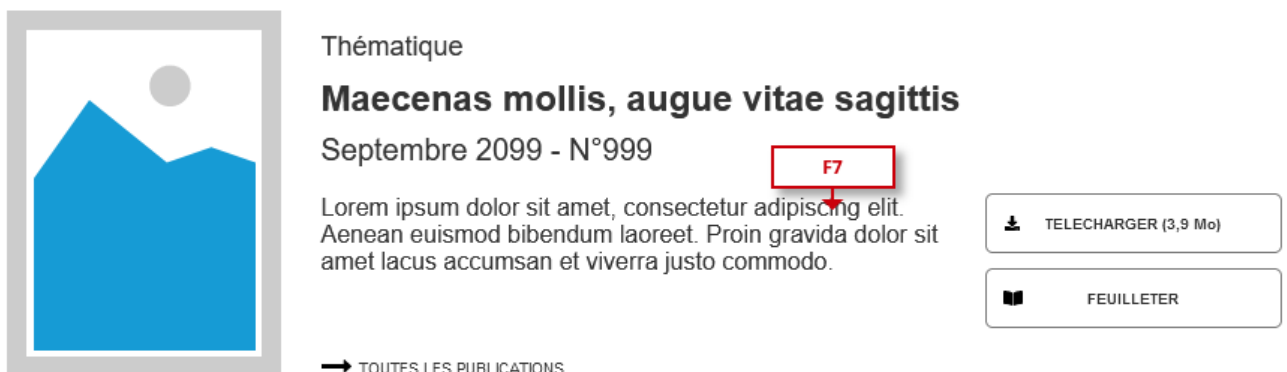 Thématique
Maecenas mollis, augue vitae sagittis
Septembre 2099 - N°999
F7
Lorem ipsum dolor sit amet, consectetur adipiscing elit.
Aenean euismod bibendum laoreet. Proin gravida dolor sit
amet lacus accumsan et viverra justo commodo.
TELECHARGER (3,9 Mo)
FEUILLETER
TOUTES LES PUBLICATIONS